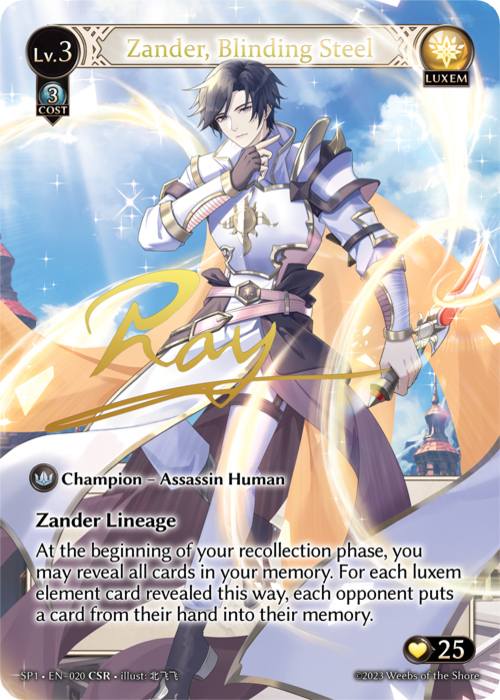 Lv.3
Zander, Blinding Steel
LUXEM
3
COST
Ray
Champion – Assassin Human
Zander Lineage
At the beginning of your recollection phase, you
may reveal all cards in your memory. For each luxem
element card revealed this way, each opponent puts
a card from their hand into their memory.
25
SP1 • EN-020 CSR • illust: 北飞飞
©2023 Weebs of the Shore